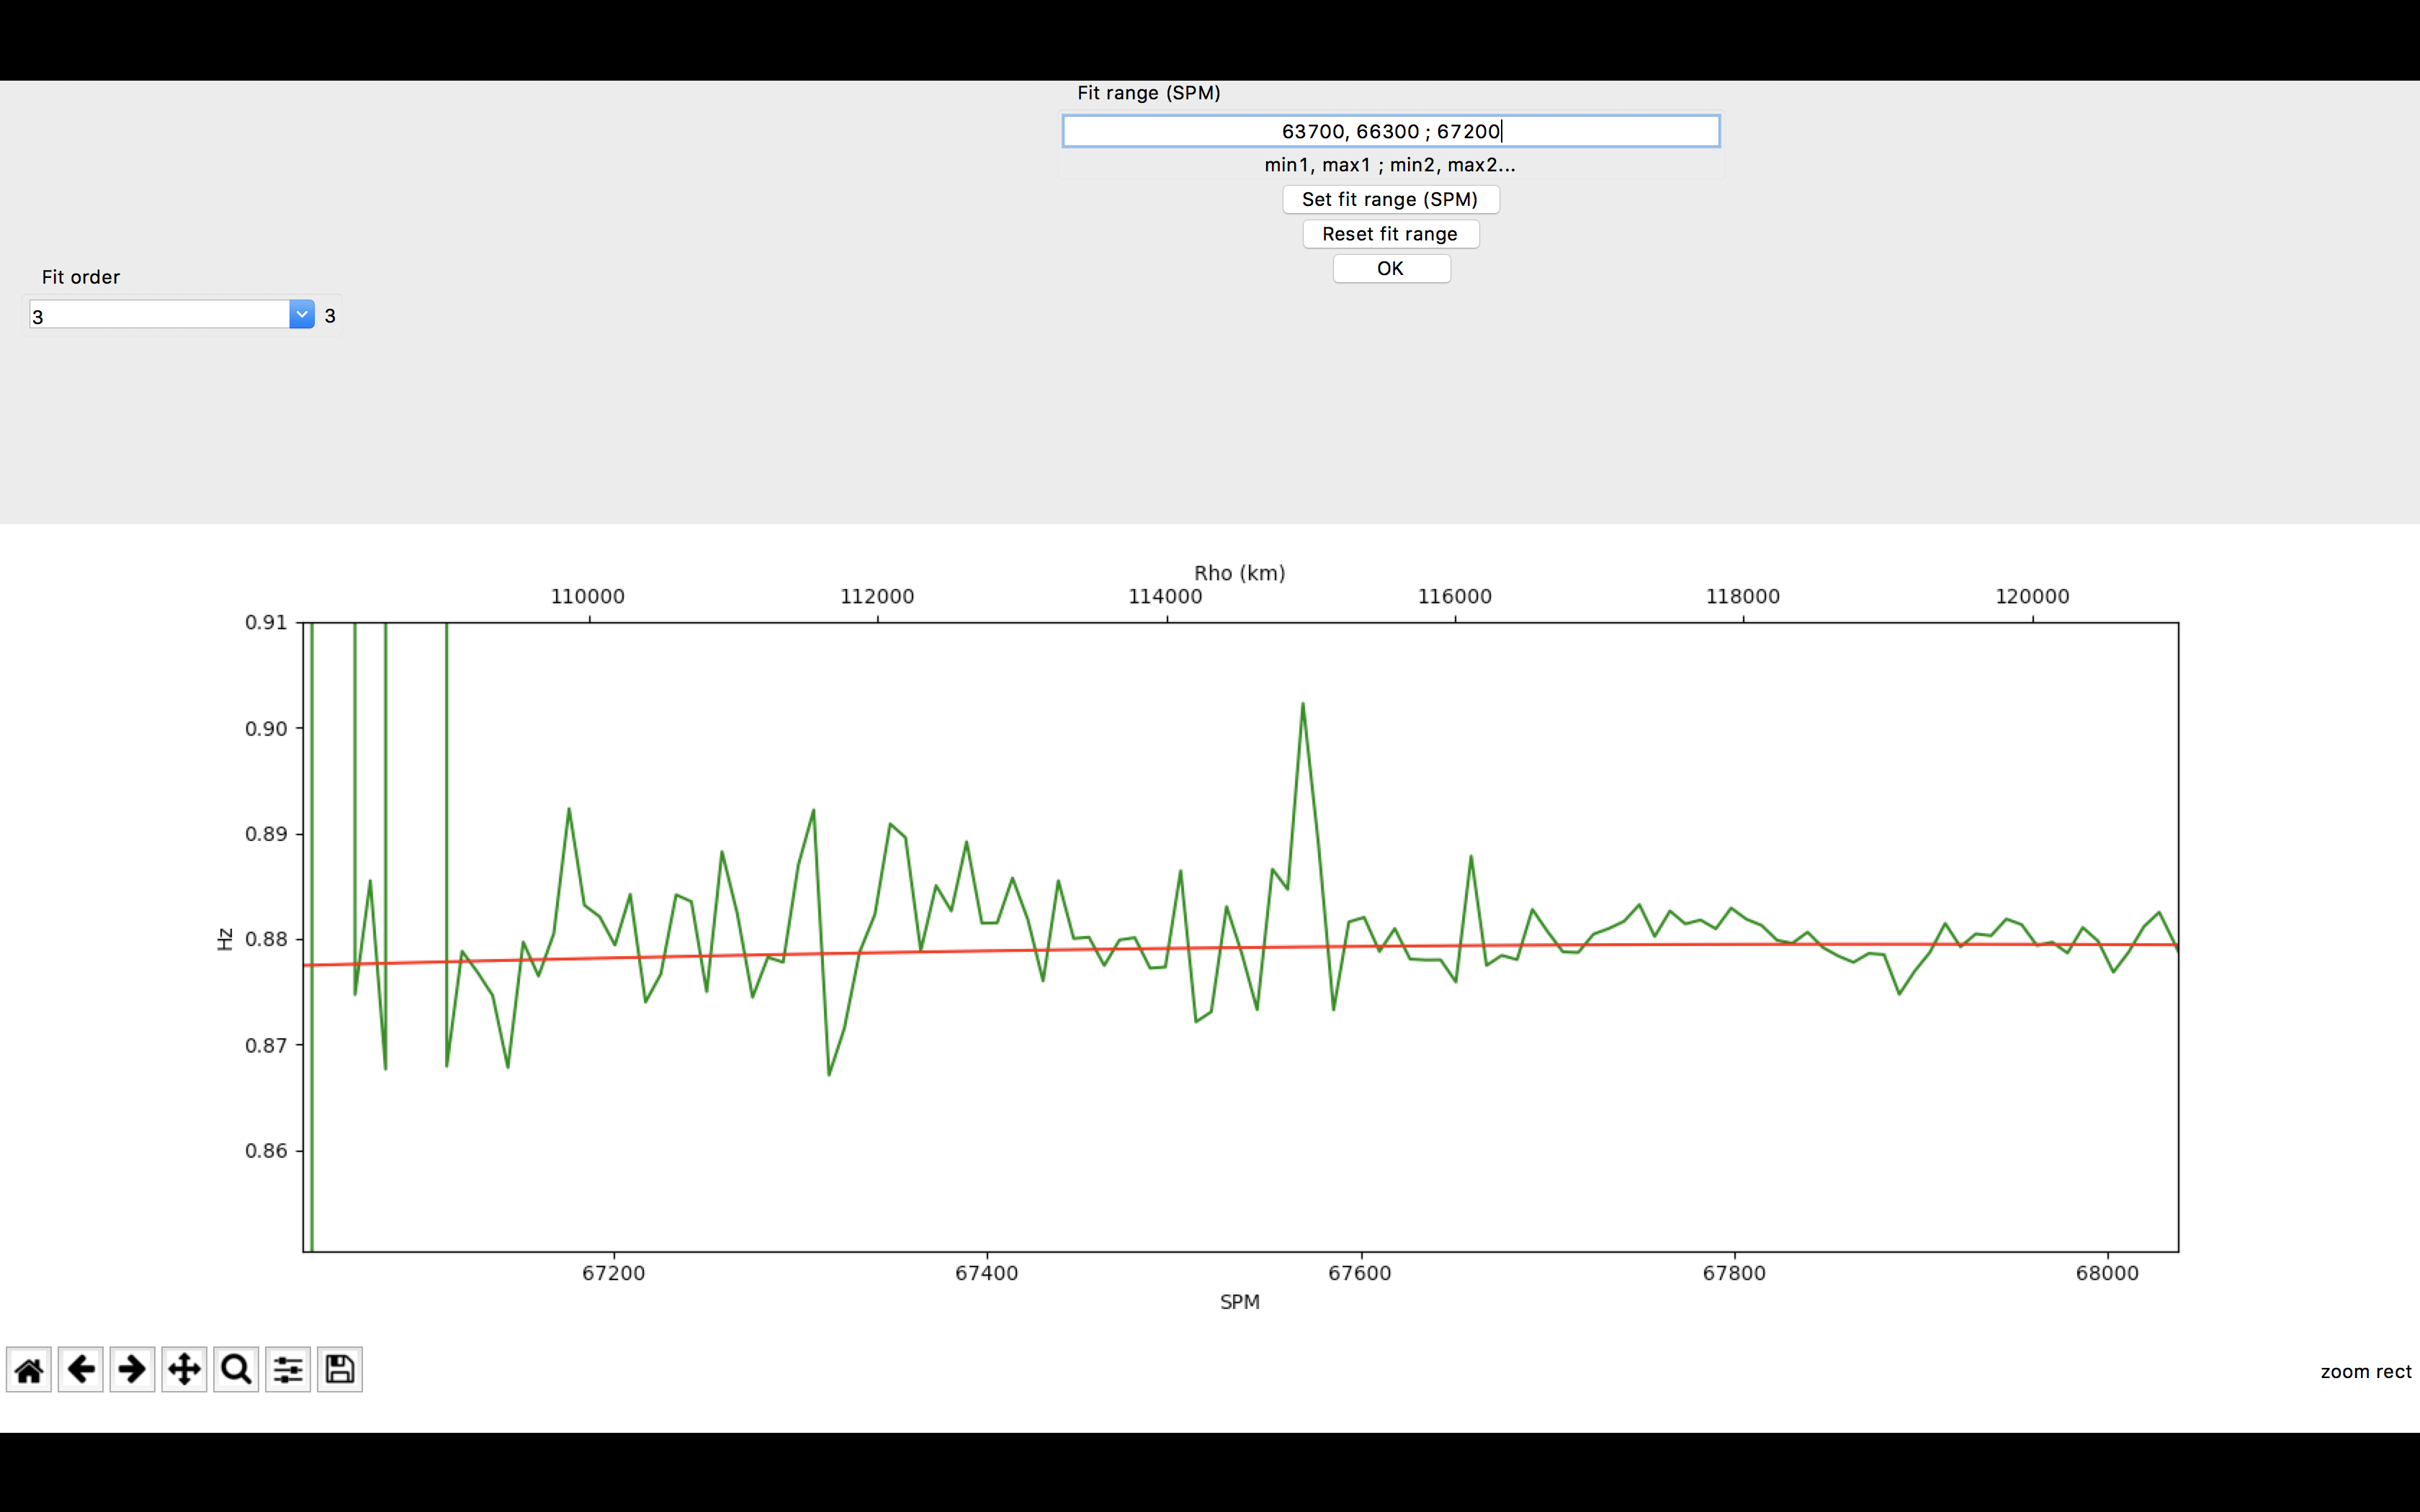 Fit range (SPM)
63700, 66300 ; 67200
min1, max1 ; min2, max2...
Set fit range (SPM)
Reset fit range
OK
Fit order
3 3
Rho (km)
110000 112000 114000 116000 118000 120000
0.91
0.90
0.89
0.88
0.87
0.86
Hz
67200 67400 67600 67800 68000
SPM
zoom rect